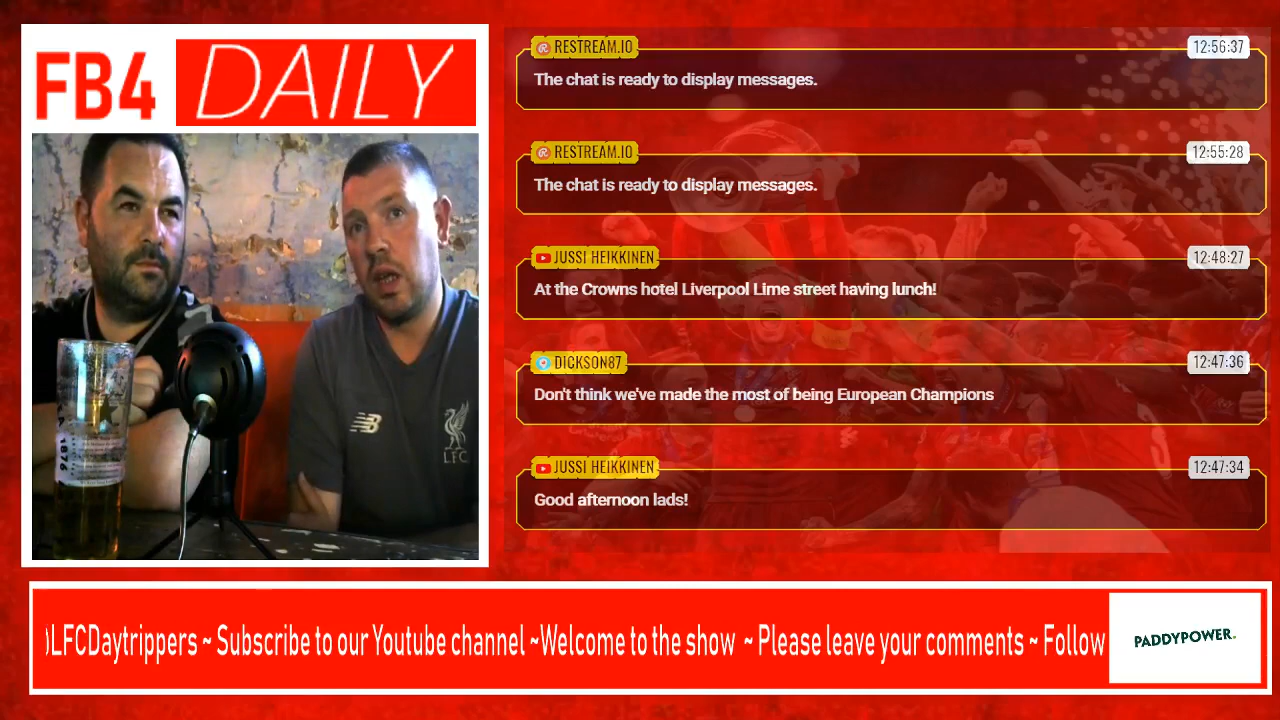 FB4 DAILY
1876
LFC
RESTREAM.IO 12:56:37
The chat is ready to display messages.
RESTREAM.IO 12:55:28
The chat is ready to display messages.
JUSSI HEIKKINEN 12:48:27
At the Crowns hotel Liverpool Lime street having lunch!
DICKSON87 12:47:36
Don't think we've made the most of being European Champions
JUSSI HEIKKINEN 12:47:34
Good afternoon lads!
LFCDaytrippers ~ Subscribe to our Youtube channel ~Welcome to the show ~ Please leave your comments ~ Follow
PADDYPOWER.